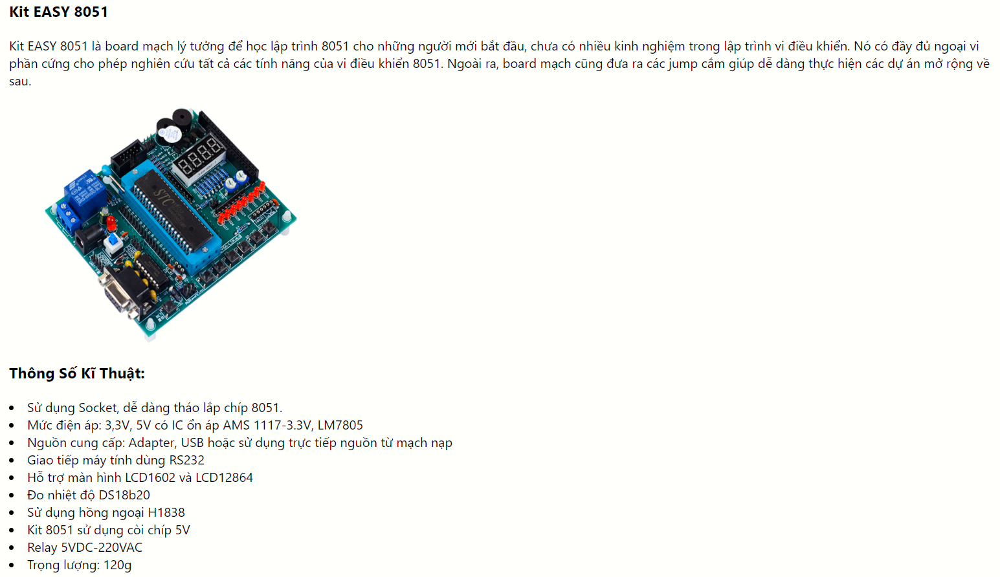 Kit EASY 8051
Kit EASY 8051 là board mạch lý tưởng để học lập trình 8051 cho những người mới bắt đầu, chưa có nhiều kinh nghiệm trong lập trình vi điều khiển. Nó có đầy đủ ngoại vi
phần cứng cho phép nghiên cứu tất cả các tính năng của vi điều khiển 8051. Ngoài ra, board mạch cũng đưa ra các jump cắm giúp dễ dàng thực hiện các dự án mở rộng về
sau.
8.8.8.8.
STC
Thông Số Kĩ Thuật:
Sử dụng Socket, dễ dàng tháo lắp chíp 8051.
Mức điện áp: 3,3V, 5V có IC ổn áp AMS 1117-3.3V, LM7805
Nguồn cung cấp: Adapter, USB hoặc sử dụng trực tiếp nguồn từ mạch nạp
Giao tiếp máy tính dùng RS232
Hỗ trợ màn hình LCD1602 và LCD12864
Đo nhiệt độ DS18b20
Sử dụng hồng ngoại H1838
Kit 8051 sử dụng còi chíp 5V
Relay 5VDC-220VAC
Trọng lượng: 120g